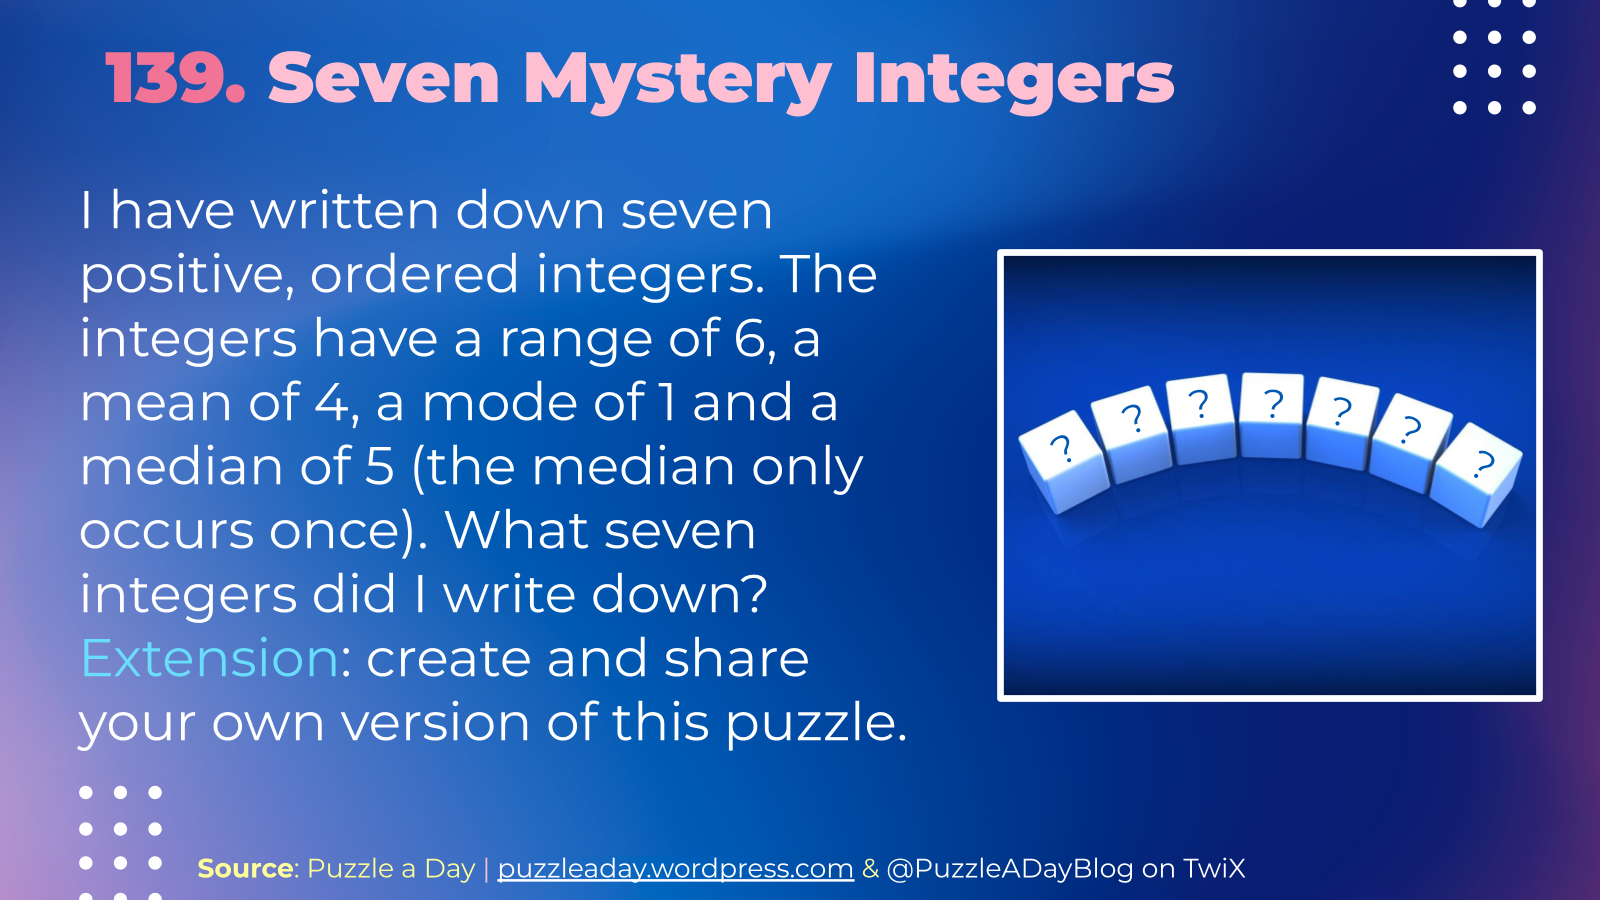 139. Seven Mystery Integers
I have written down seven
positive, ordered integers. The
integers have a range of 6, a
mean of 4, a mode of 1 and a
median of 5 (the median only
occurs once). What seven
integers did I write down?
Extension: create and share
your own version of this puzzle.
? ? ? ? ? ? ?
Source: Puzzle a Day | puzzleaday.wordpress.com & @PuzzleADayBlog on TwiX